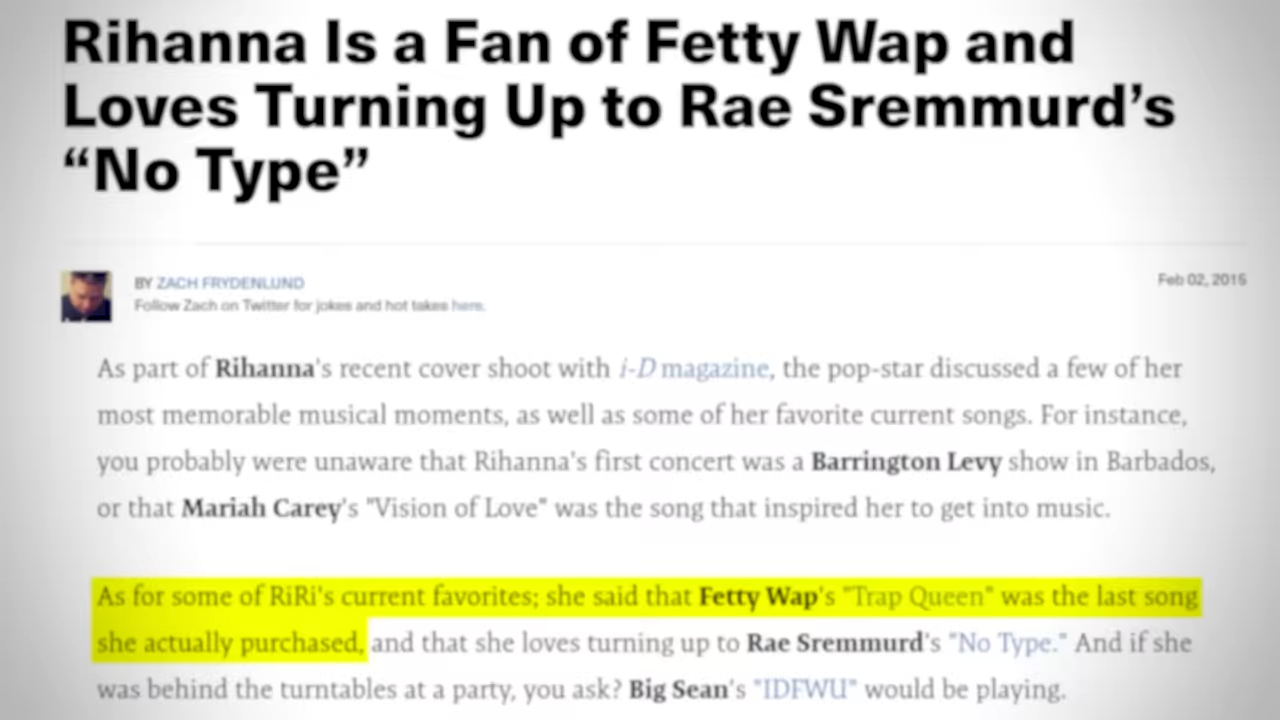 Rihanna Is a Fan of Fetty Wap and
Loves Turning Up to Rae Sremmurd’s
“No Type”
BY ZACH FRYDENLUND
Feb 02, 2015
Follow Zach on Twitter for jokes and hot takes here.
As part of Rihanna's recent cover shoot with i-D magazine, the pop-star discussed a few of her
most memorable musical moments, as well as some of her favorite current songs. For instance,
you probably were unaware that Rihanna's first concert was a Barrington Levy show in Barbados,
or that Mariah Carey's "Vision of Love" was the song that inspired her to get into music.
As for some of RiRi's current favorites; she said that Fetty Wap's "Trap Queen" was the last song
she actually purchased, and that she loves turning up to Rae Sremmurd's "No Type." And if she
was behind the turntables at a party, you ask? Big Sean's "IDFWU" would be playing.